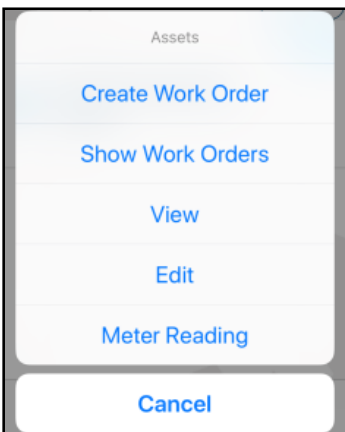 Assets
Create Work Order
Show Work Orders
View
Edit
Meter Reading
Cancel